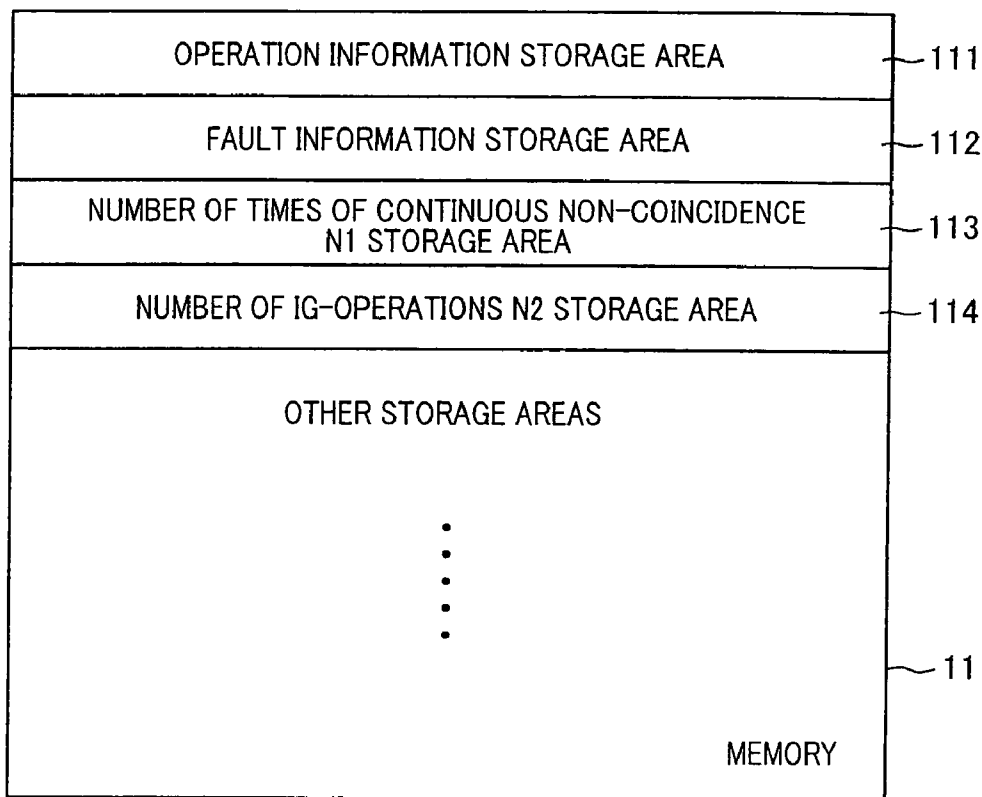 OPERATION INFORMATION STORAGE AREA
111
FAULT INFORMATION STORAGE AREA
112
NUMBER OF TIMES OF CONTINUOUS NON-COINCIDENCE
N1 STORAGE AREA
113
NUMBER OF IG-OPERATIONS N2 STORAGE AREA
114
OTHER STORAGE AREAS
11
MEMORY